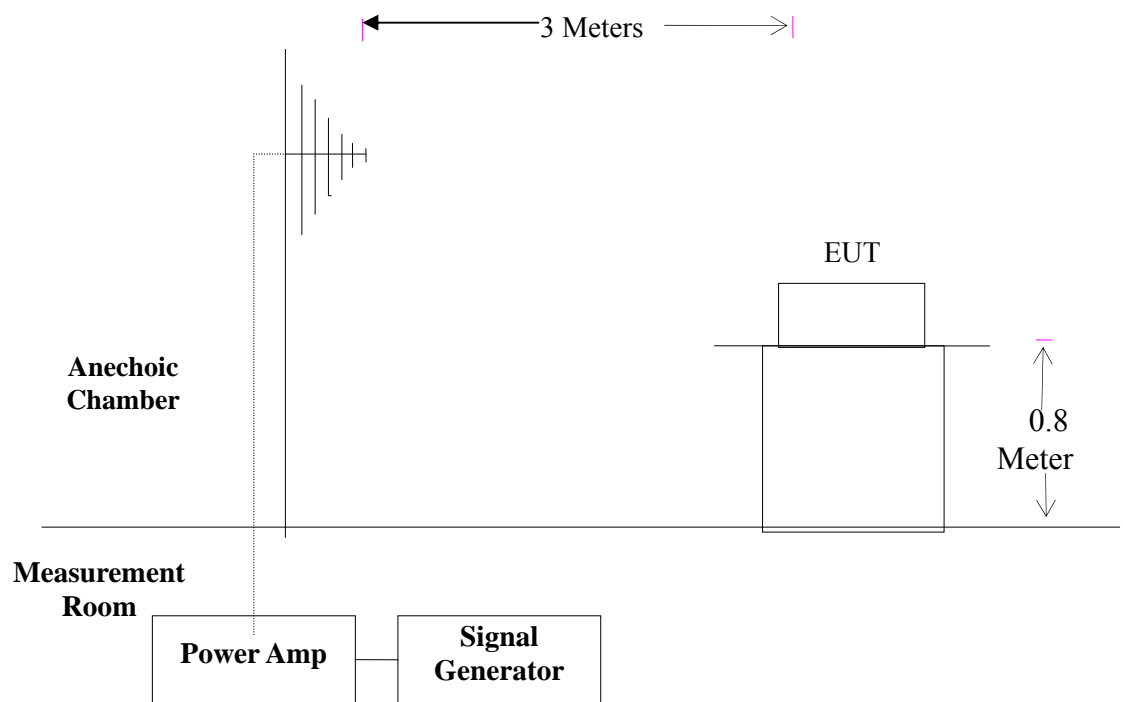 3 Meters
EUT
Anechoic
Chamber
0.8
Meter
Measurement
Room
Power Amp
Signal
Generator